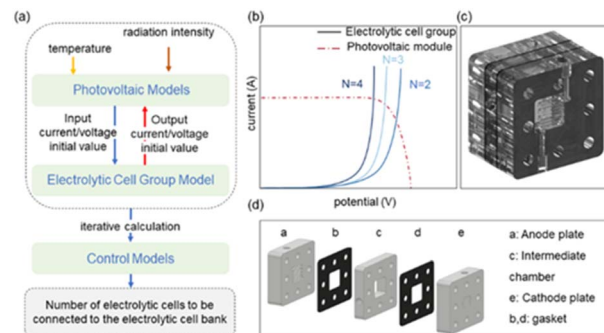 (a)
radiation intensity
temperature
Photovoltaic Models
Input
current/voltage
initial value
Output
current/voltage
initial value
Electrolytic Cell Group Model
iterative calculation
Control Models
Number of electrolytic cells to be
connected to the electrolytic cell bank
(b)
Electrolytic cell group
Photovoltaic module
N=3
N=4
N=2
current (A)
potential (V)
(c)
(d)
a
b
c
d
e
a: Anode plate
c: Intermediate
chamber
e: Cathode plate
b,d: gasket